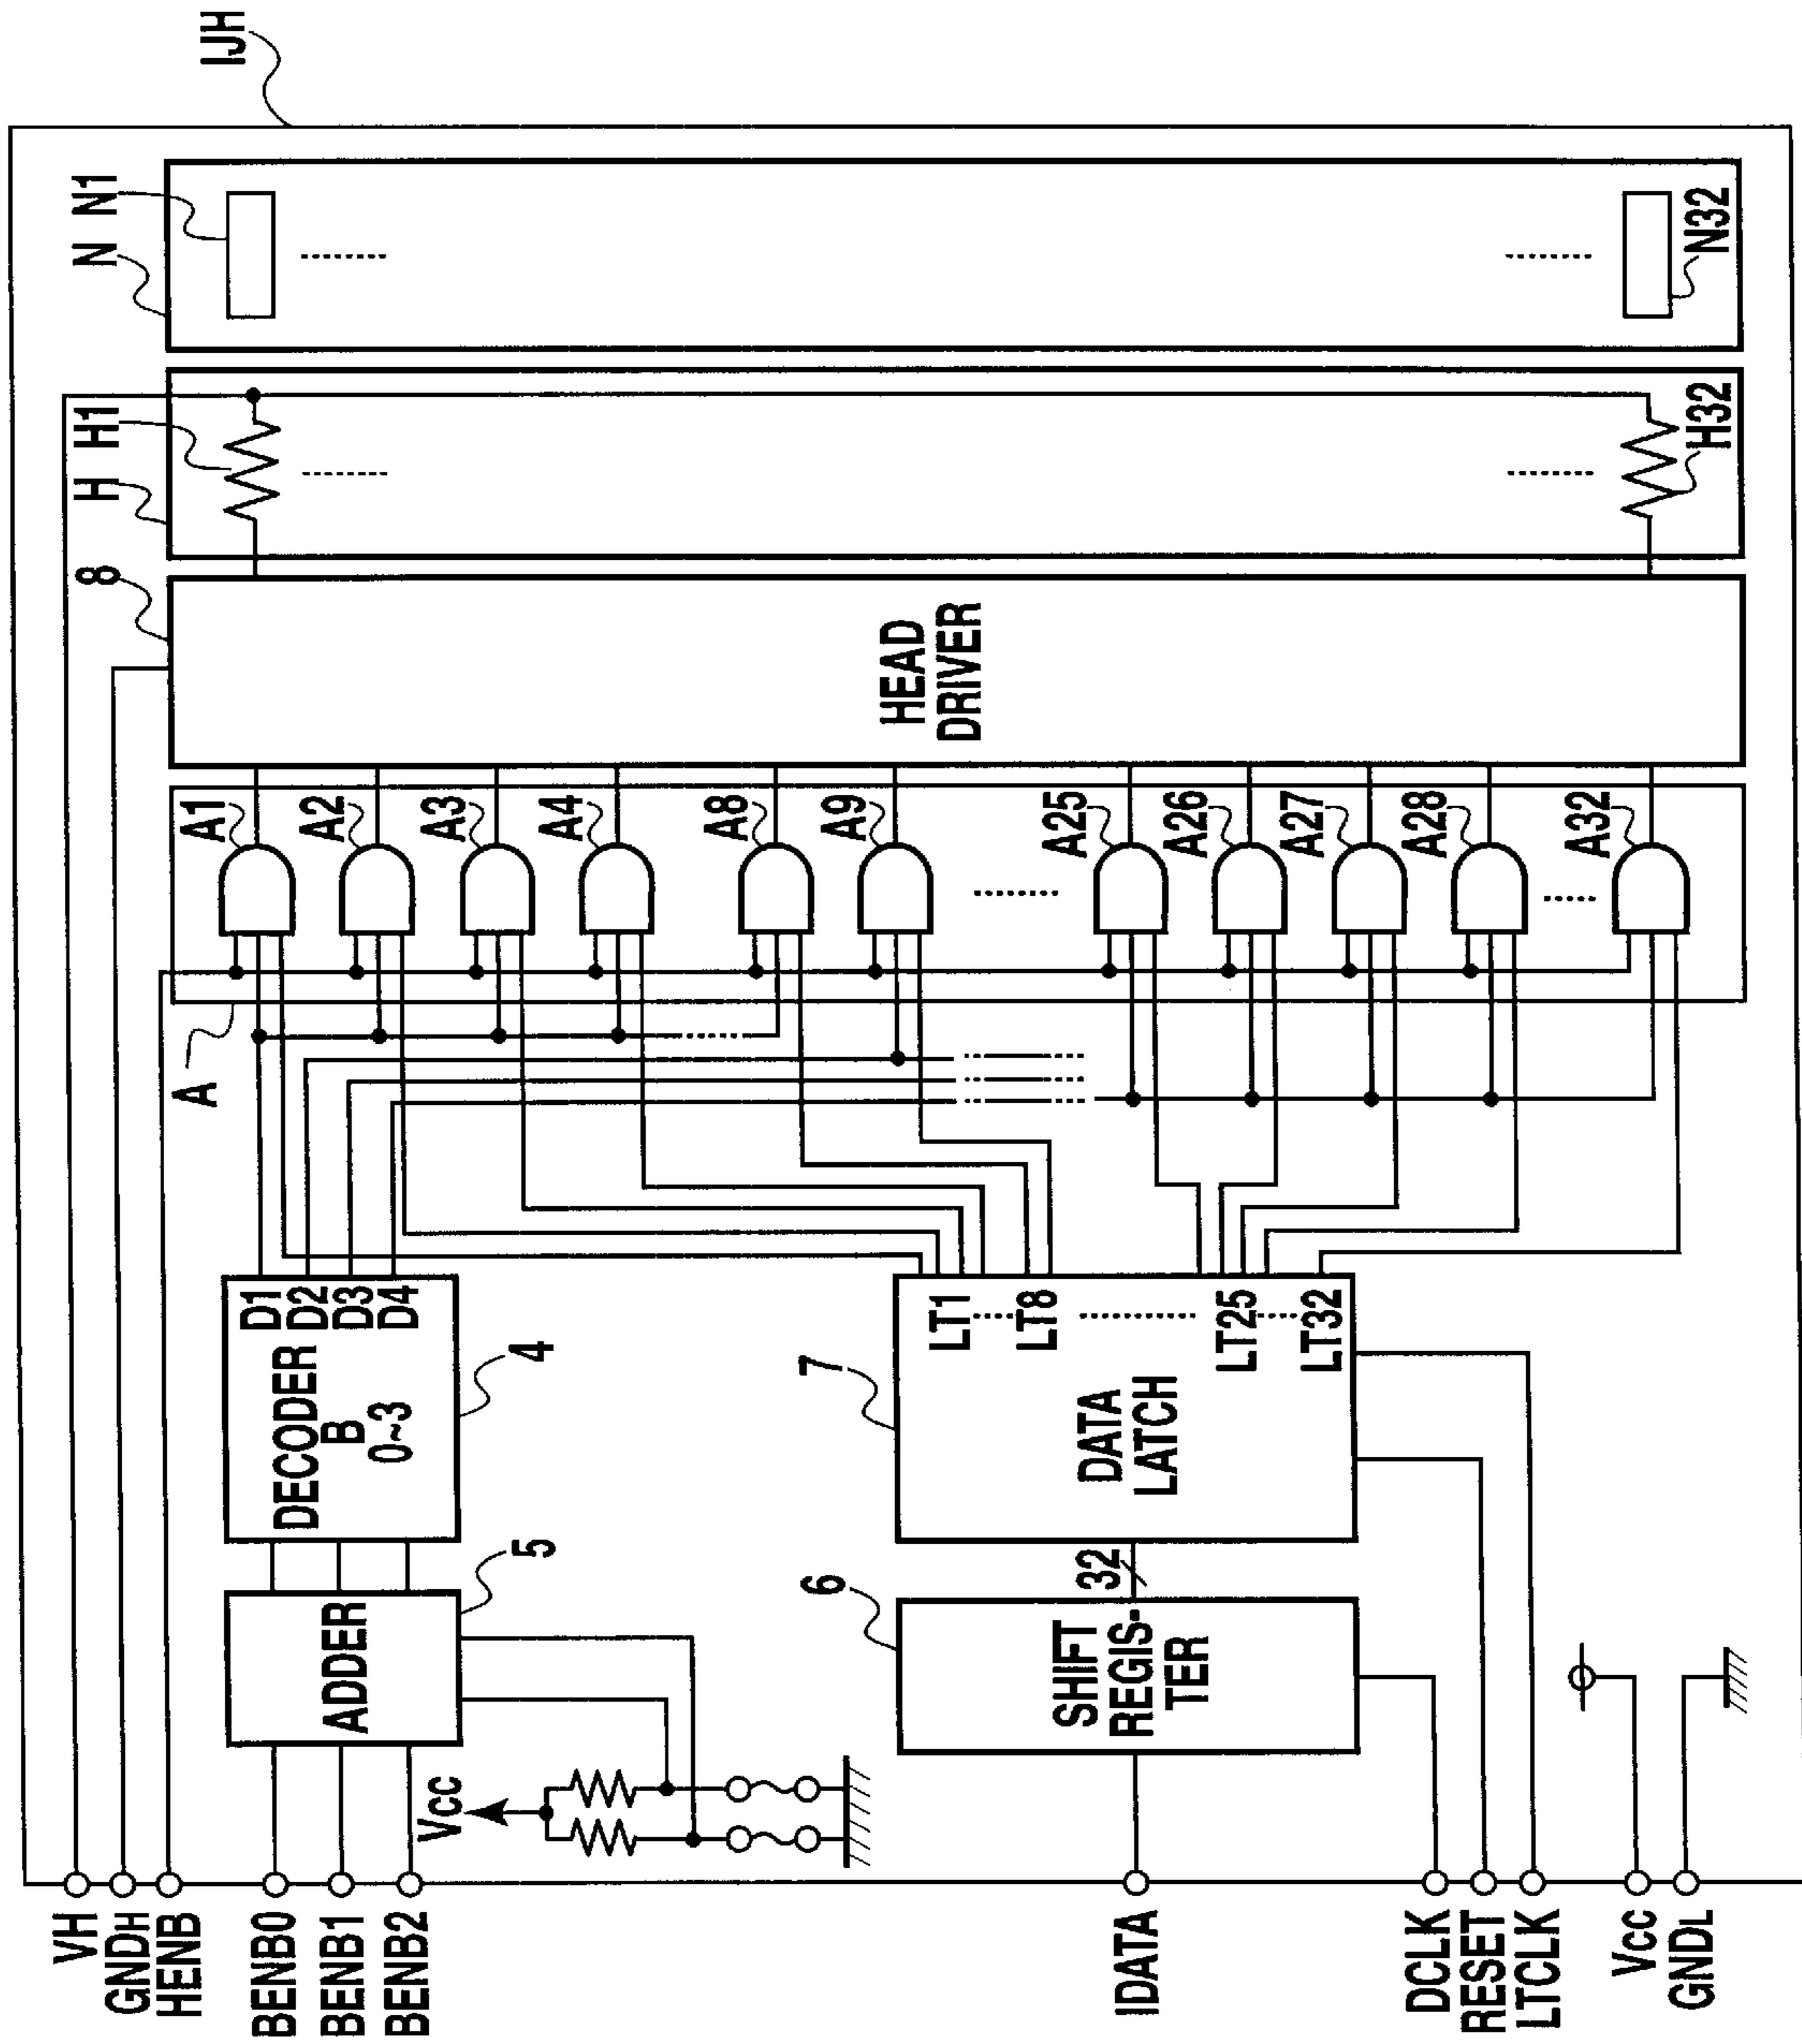 IJH
VH
GNDH
HENB
BENB0
BENB1
BENB2
IDATA
DCLK
RESET
LTCLK
Vcc
GNDL
ADDER
5
Vcc
DECODER
B
0~3
D1
D2
D3
D4
4
SHIFT
REGIS-
TER
6
32
DATA
LATCH
7
LT1
LT8
LT25
LT32
A
A1
A2
A3
A4
A8
A9
A25
A26
A27
A28
A32
HEAD
DRIVER
8
H
H1
H32
N
N1
N32